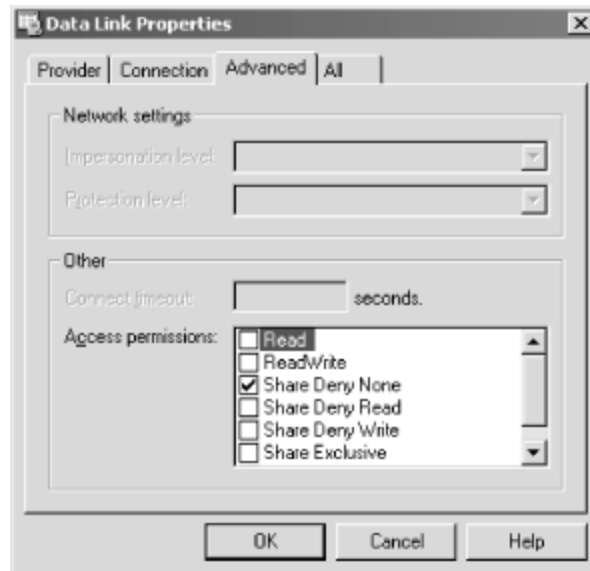 Data Link Properties
Provider Connection Advanced All
Network settings
Impersonation level:
Protection level:
Other
Connect timeout: seconds.
Access permissions: Read
ReadWrite
Share Deny None
Share Deny Read
Share Deny Write
Share Exclusive
OK Cancel Help